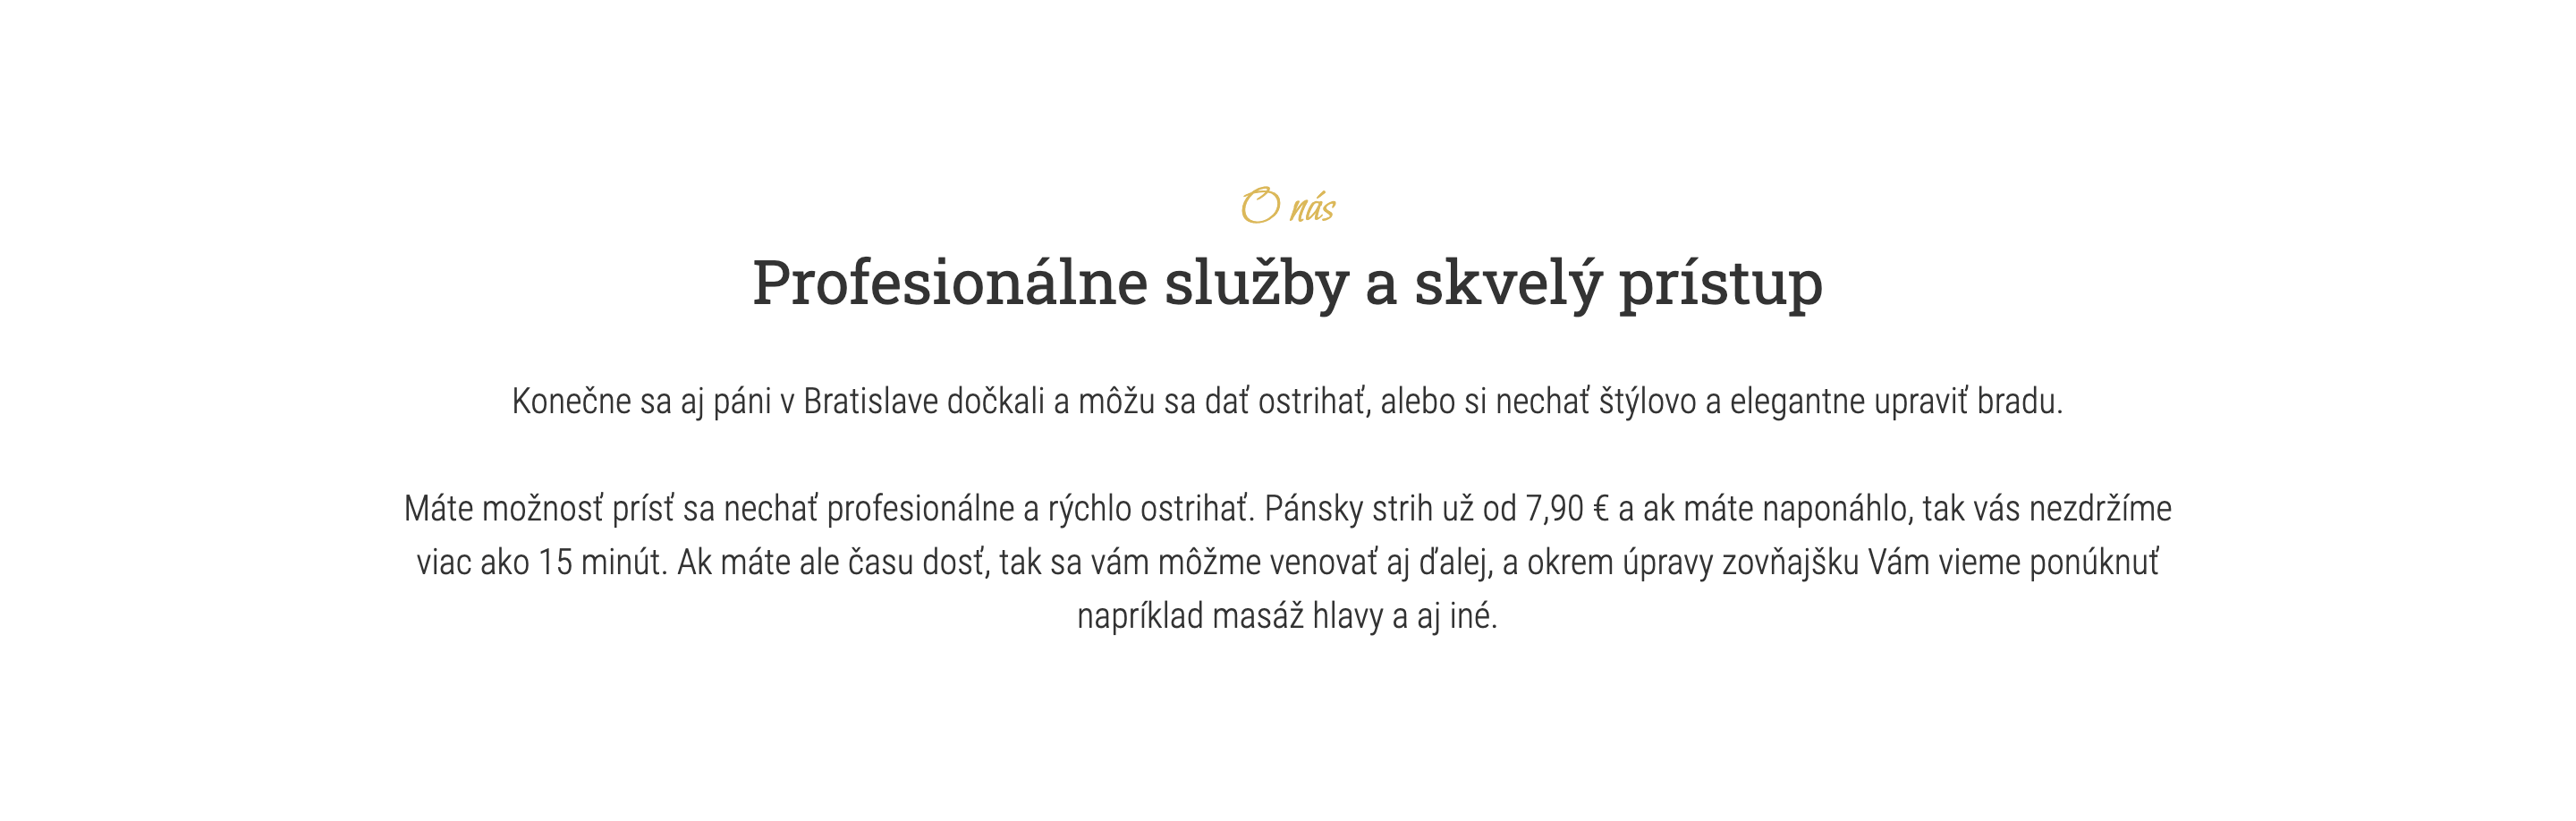 O nás
Profesionálne služby a skvelý prístup
Konečne sa aj páni v Bratislave dočkali a môžu sa dať ostrihať, alebo si nechať štýlovo a elegantne upraviť bradu.
Máte možnosť prísť sa nechať profesionálne a rýchlo ostrihať. Pánsky strih už od 7,90 € a ak máte naponáhlo, tak vás nezdržíme
viac ako 15 minút. Ak máte ale času dosť, tak sa vám môžme venovať aj ďalej, a okrem úpravy zovňajšku Vám vieme ponúknuť
napríklad masáž hlavy a aj iné.